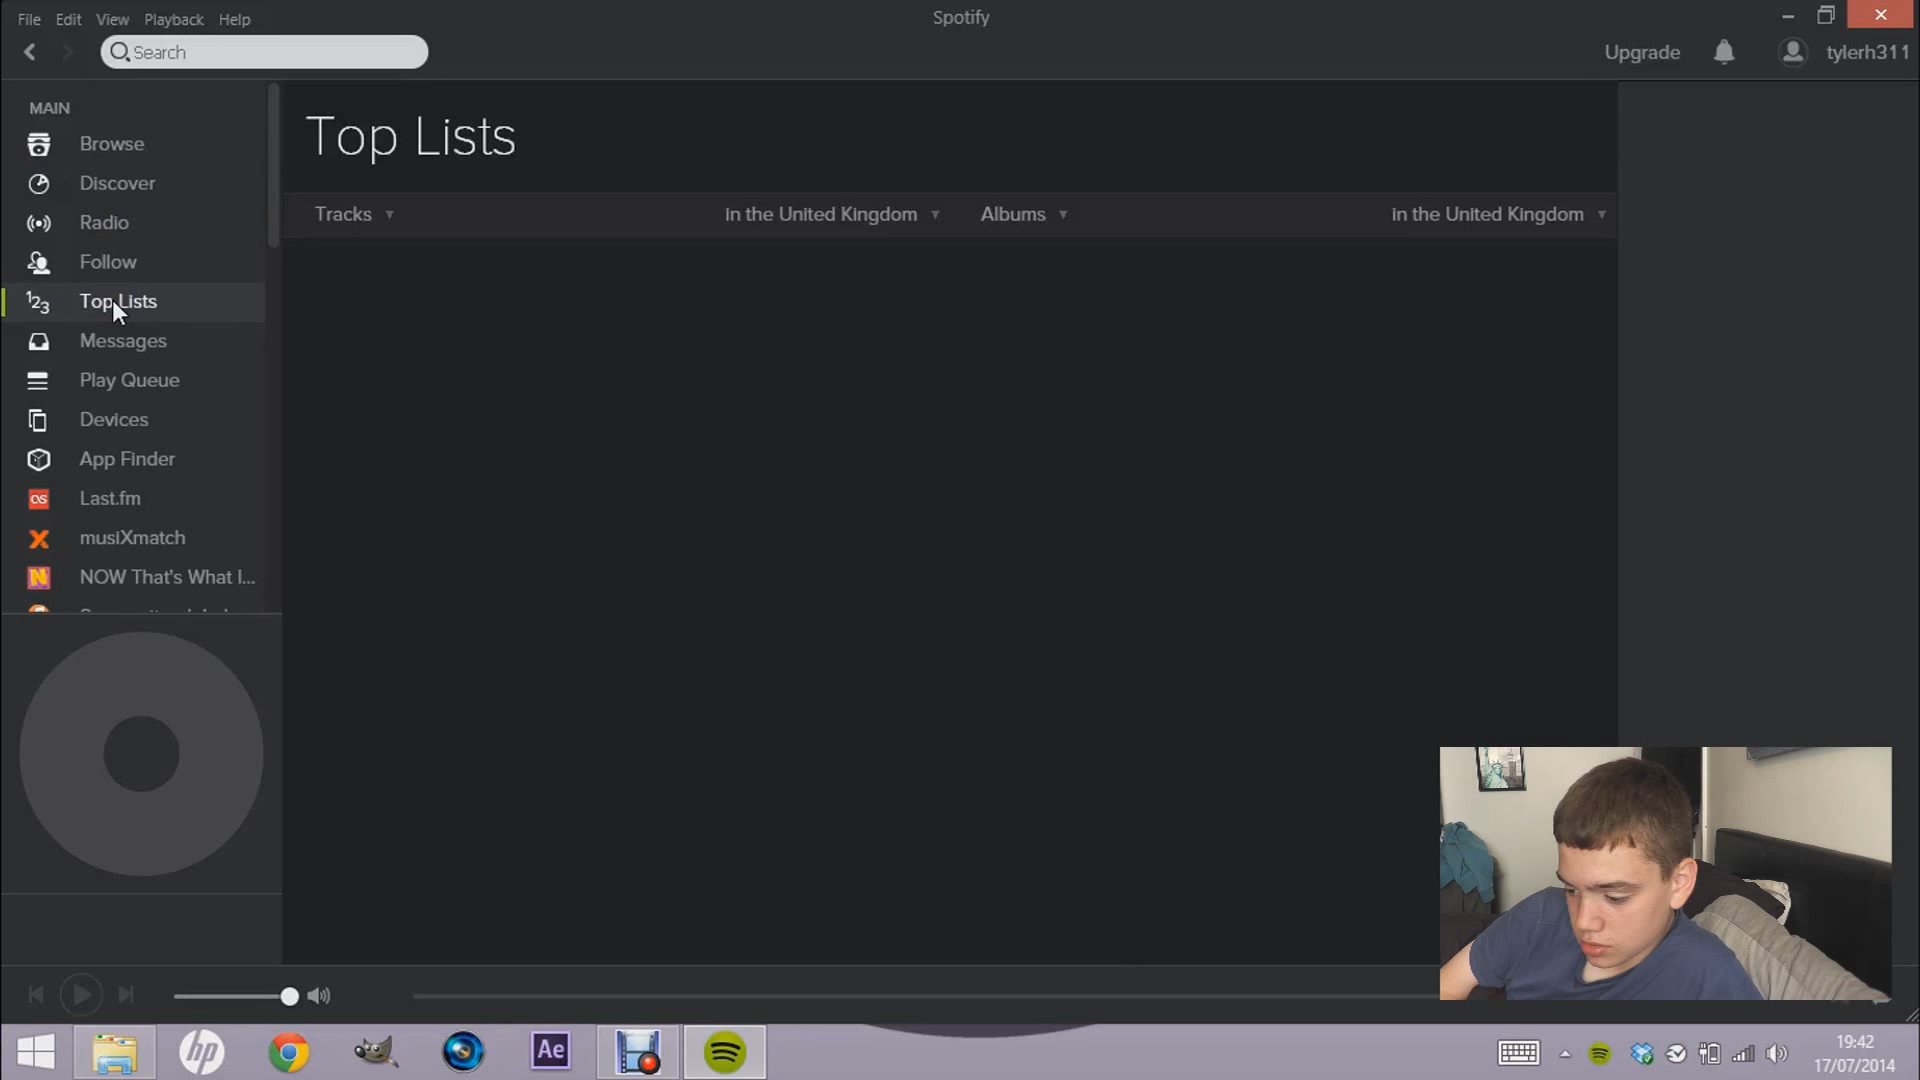 File Edit View Playback Help
Spotify
Search
Upgrade
tylerh311
MAIN
Browse
Discover
Radio
Follow
Top Lists
Messages
Play Queue
Devices
App Finder
Last.fm
musiXmatch
NOW That's What I...
Top Lists
Tracks
in the United Kingdom
Albums
in the United Kingdom
hp
Ae
19:42
17/07/2014